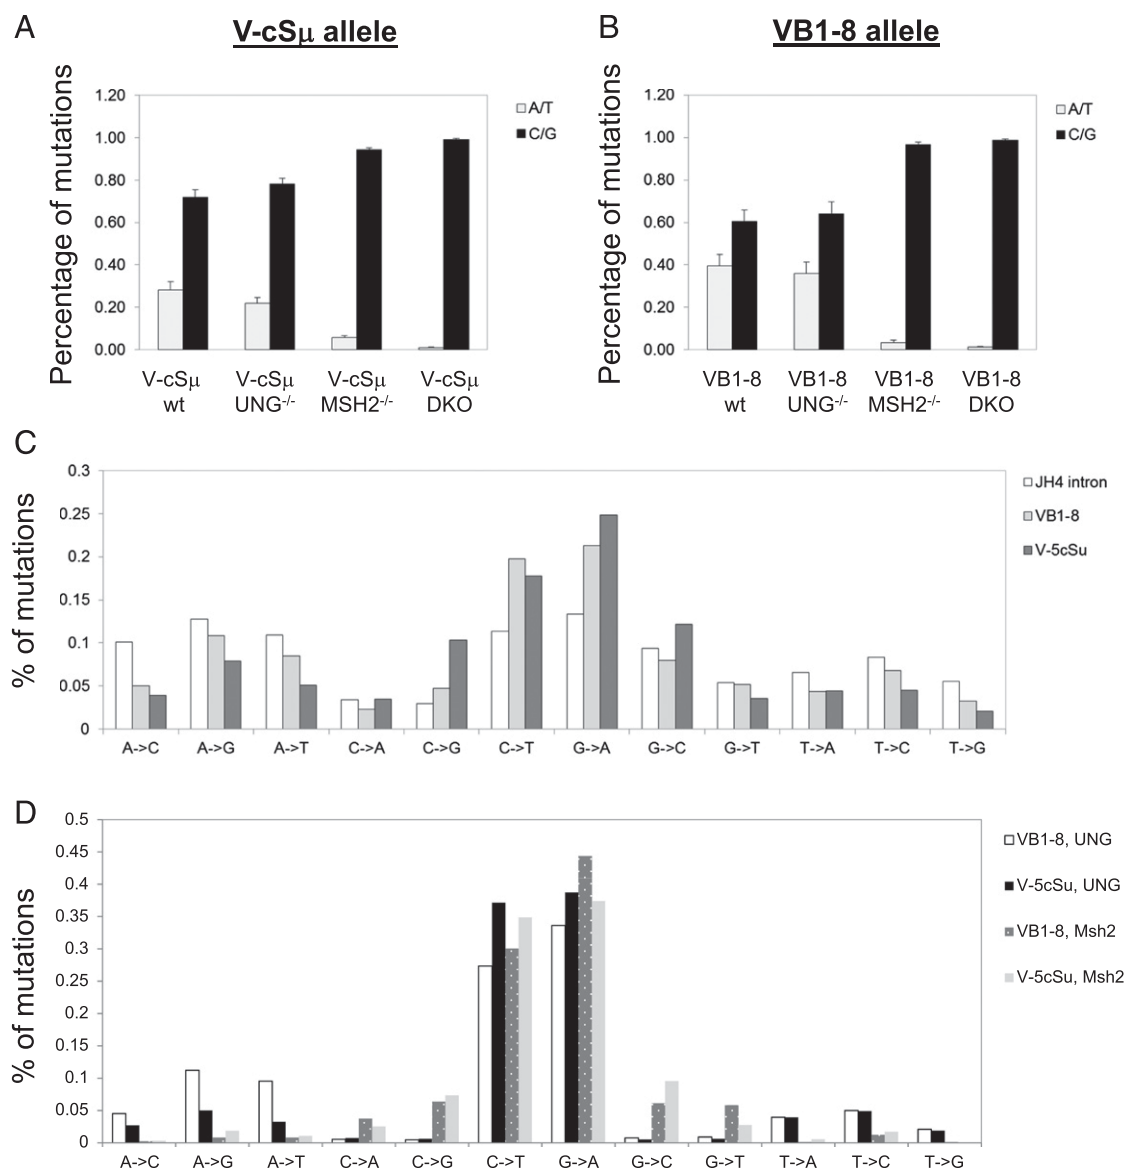 A
V-cSμ allele
Percentage of mutations
1.20
1.00
0.80
0.60
0.40
0.20
0.00
A/T
C/G
V-cSμ wt
V-cSμ UNG-/-
V-cSμ MSH2-/-
V-cSμ DKO
B
VB1-8 allele
Percentage of mutations
1.20
1.00
0.80
0.60
0.40
0.20
0.00
A/T
C/G
VB1-8 wt
VB1-8 UNG-/-
VB1-8 MSH2-/-
VB1-8 DKO
C
% of mutations
0.3
0.25
0.2
0.15
0.1
0.05
0
JH4 intron
VB1-8
V-5cSu
A->C A->G A->T C->A C->G C->T G->A G->C G->T T->A T->C T->G
D
% of mutations
0.5
0.45
0.4
0.35
0.3
0.25
0.2
0.15
0.1
0.05
0
VB1-8, UNG
V-5cSu, UNG
VB1-8, Msh2
V-5cSu, Msh2
A->C A->G A->T C->A C->G C->T G->A G->C G->T T->A T->C T->G